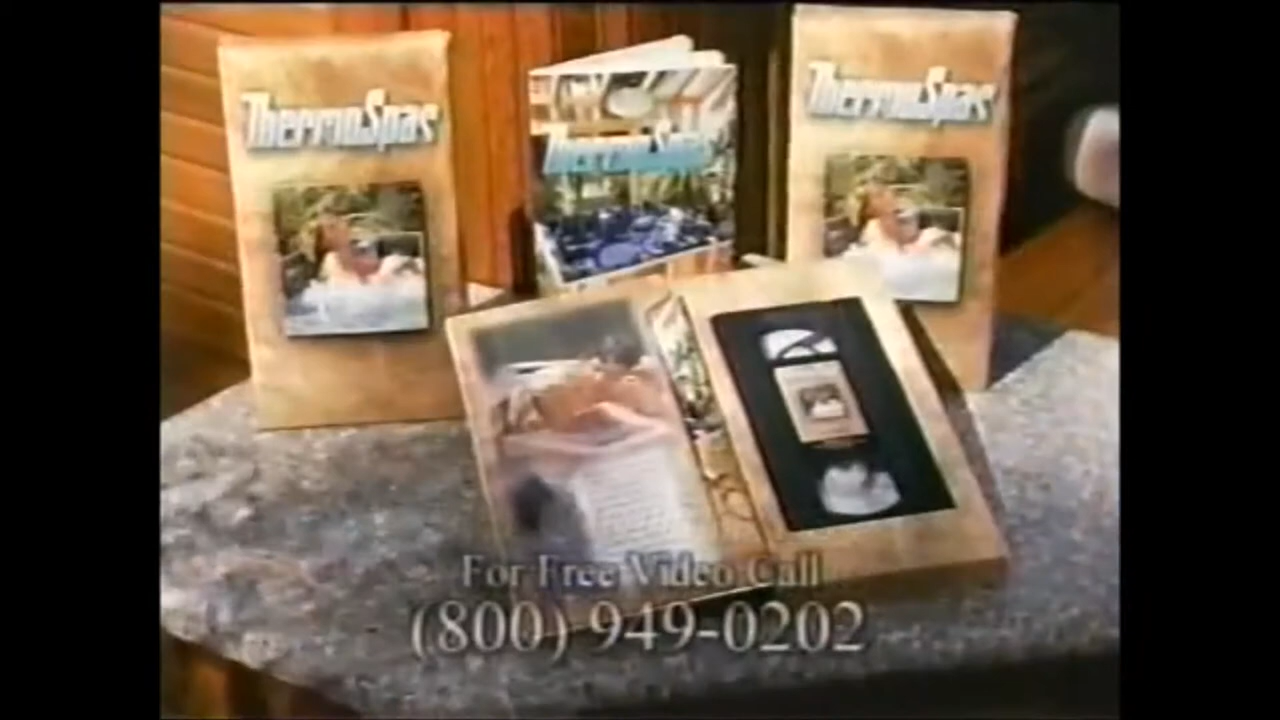 ThermoSpas
ThermoSpas
ThermoSpas
For Free Video Call
(800) 949-0202